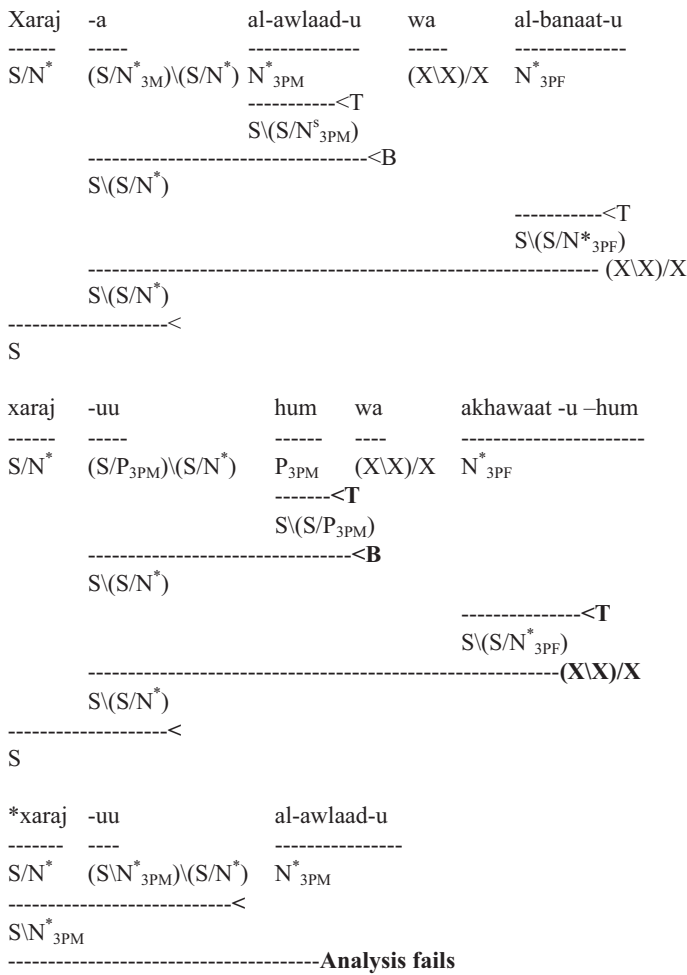 Xaraj -a al-awlaad-u wa al-banaat-u
------ ----- -------------- ----- --------------
S/N* (S/N*3M)\(S/N*) N*3PM (X\X)/X N*3PF
-----------<T
S\(S/Ns3PM)
-----------------------------------<B
S\(S/N*)
-----------<T
S\(S/N*3PF)
--------------------------------------------------------------- (X\X)/X
S\(S/N*)
--------------------<
S
xaraj -uu hum wa akhawaat -u –hum
------ ----- ------ ---- -----------------------
S/N* (S/P3PM)\(S/N*) P3PM (X\X)/X N*3PF
-------<T
S\(S/P3PM)
---------------------------------<B
S\(S/N*)
---------------<T
S\(S/N*3PF)
-----------------------------------------------------------(X\X)/X
S\(S/N*)
--------------------<
S
*xaraj -uu al-awlaad-u
------- ---- ----------------
S/N* (S\N*3PM)\(S/N*) N*3PM
----------------------------<
S\N*3PM
---------------------------------------Analysis fails